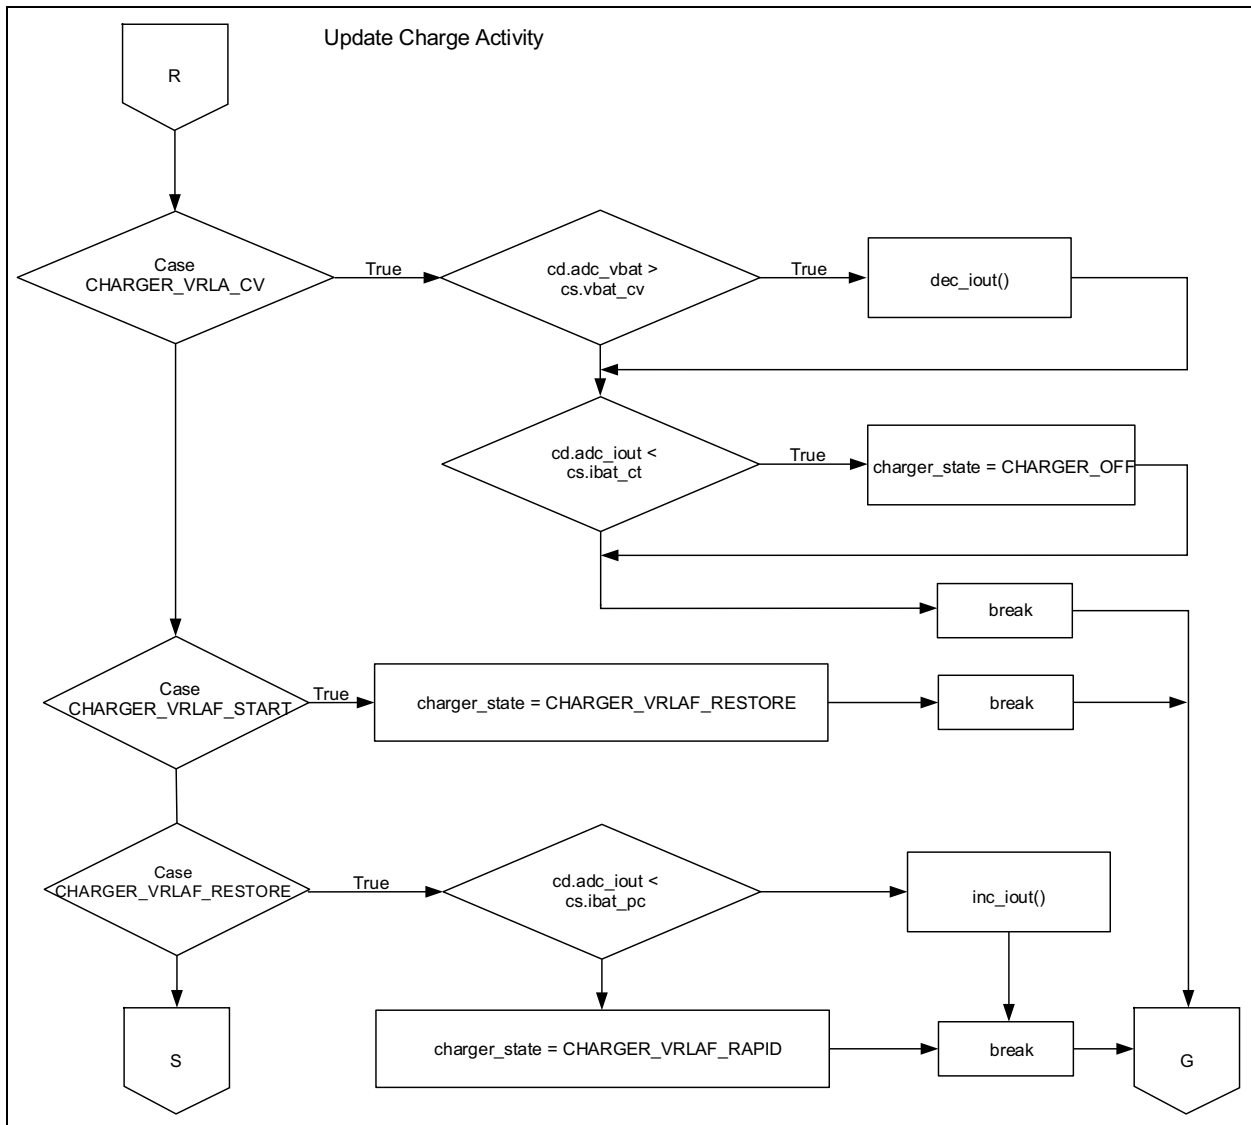 Update Charge Activity
R
Case
CHARGER_VRLA_CV
True
cd.adc_vbat >
cs.vbat_cv
True
dec_iout()
cd.adc_iout <
cs.ibat_ct
True
charger_state = CHARGER_OFF
break
Case
CHARGER_VRLAF_START
True
charger_state = CHARGER_VRLAF_RESTORE
break
Case
CHARGER_VRLAF_RESTORE
True
cd.adc_iout <
cs.ibat_pc
inc_iout()
S
charger_state = CHARGER_VRLAF_RAPID
break
G